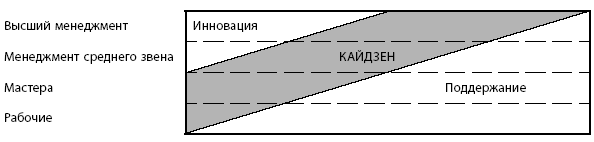 Высший менеджмент Инновация
Менеджмент среднего звена КАЙДЗЕН
Мастера Поддержание
Рабочие